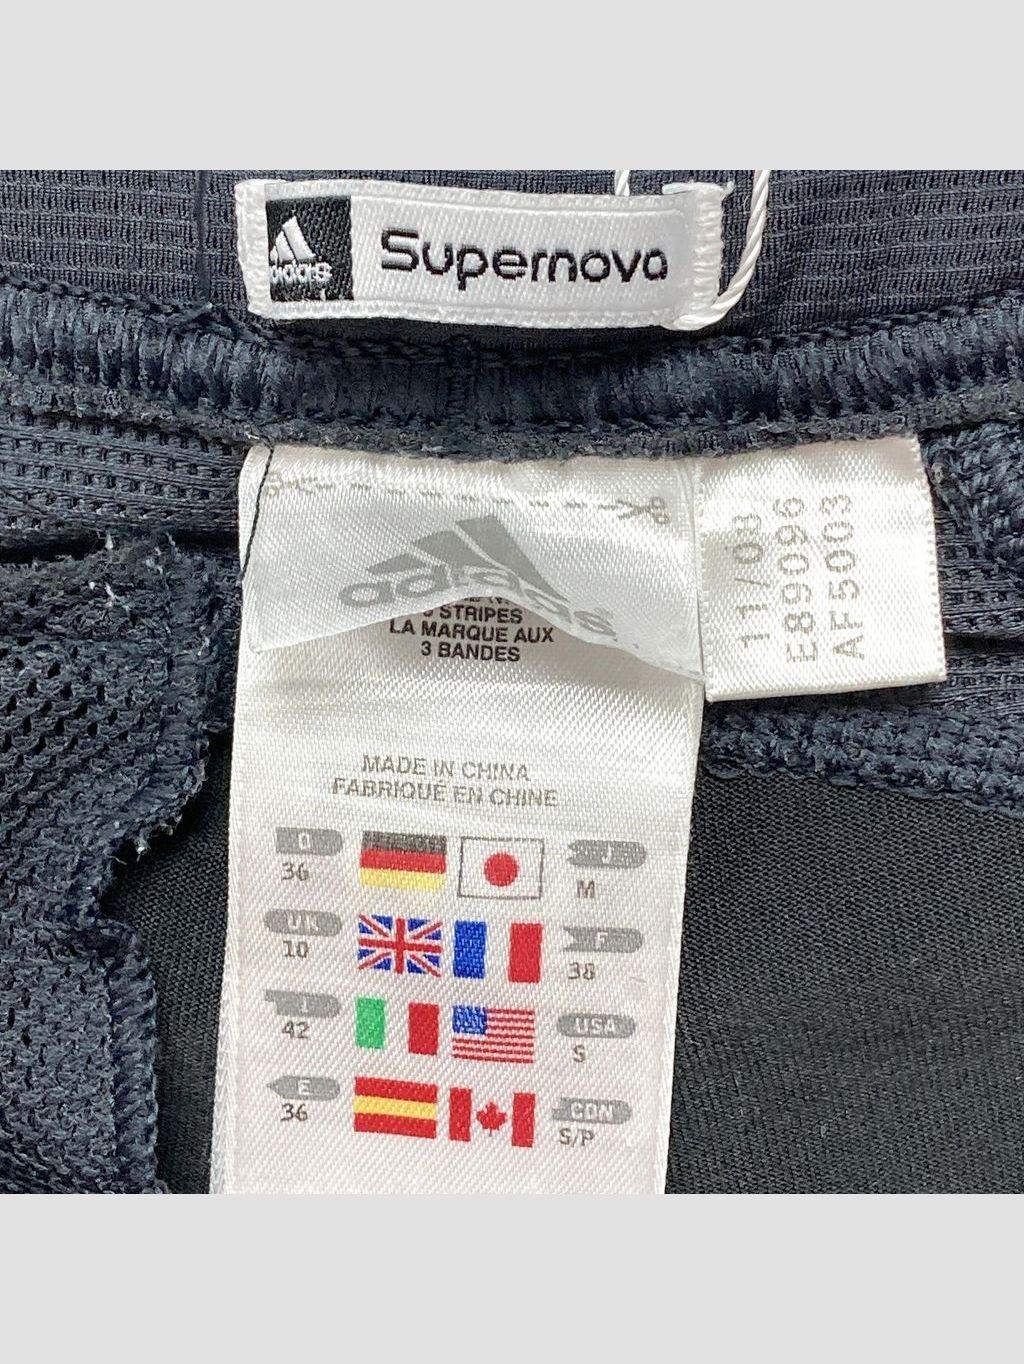 adidas
Supernova
adidas
3 STRIPES
LA MARQUE AUX
3 BANDES
11/08
E89096
AF5003
MADE IN CHINA
FABRIQUÉ EN CHINE
D
36
J
M
UK
10
F
38
I
42
USA
S
E
36
CDN
S/P